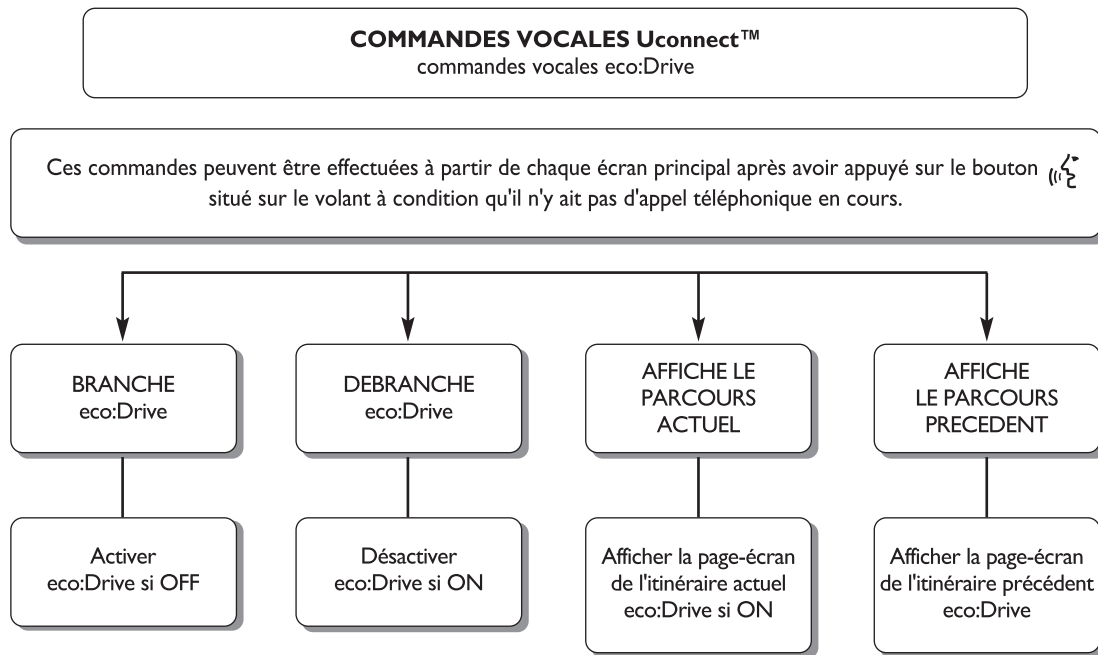 COMMANDES VOCALES Uconnect™
commandes vocales eco:Drive
Ces commandes peuvent être effectuées à partir de chaque écran principal après avoir appuyé sur le bouton
situé sur le volant à condition qu'il n'y ait pas d'appel téléphonique en cours.
BRANCHE
eco:Drive
DEBRANCHE
eco:Drive
AFFICHE LE
PARCOURS
ACTUEL
AFFICHE
LE PARCOURS
PRECEDENT
Activer
eco:Drive si OFF
Désactiver
eco:Drive si ON
Afficher la page-écran
de l'itinéraire actuel
eco:Drive si ON
Afficher la page-écran
de l'itinéraire précédent
eco:Drive